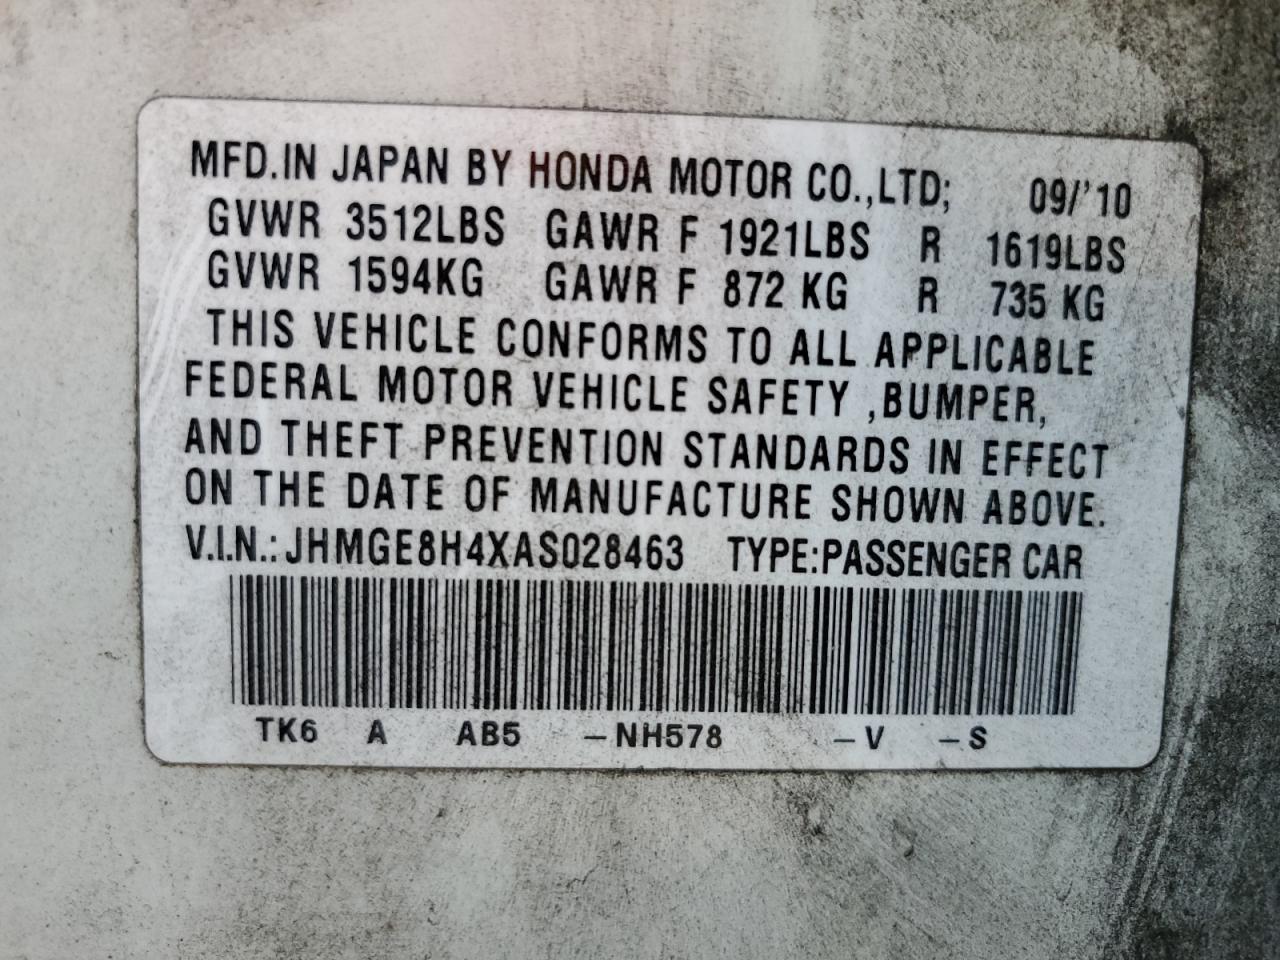 MFD.IN JAPAN BY HONDA MOTOR CO.,LTD; 09/'10
GVWR 3512LBS GAWR F 1921LBS R 1619LBS
GVWR 1594KG GAWR F 872 KG R 735 KG
THIS VEHICLE CONFORMS TO ALL APPLICABLE
FEDERAL MOTOR VEHICLE SAFETY ,BUMPER,
AND THEFT PREVENTION STANDARDS IN EFFECT
ON THE DATE OF MANUFACTURE SHOWN ABOVE.
V.I.N.: JHMGE8H4XAS028463 TYPE:PASSENGER CAR
TK6 A AB5 –NH578 –V –S